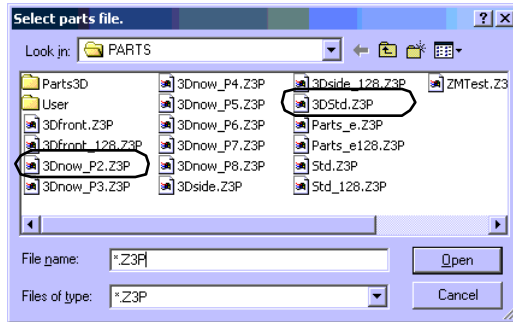 Select parts file.
Look in: PARTS
Parts3D 3Dnow_P4.Z3P 3Dside_128.Z3P ZMTest.Z3
User 3Dnow_P5.Z3P 3DStd.Z3P
3Dfront.Z3P 3Dnow_P6.Z3P Parts_e.Z3P
3Dfront_128.Z3P 3Dnow_P7.Z3P Parts_e128.Z3P
3Dnow_P2.Z3P 3Dnow_P8.Z3P Std.Z3P
3Dnow_P3.Z3P 3Dside.Z3P Std_128.Z3P
File name: *.Z3P Open
Files of type: *.Z3P Cancel